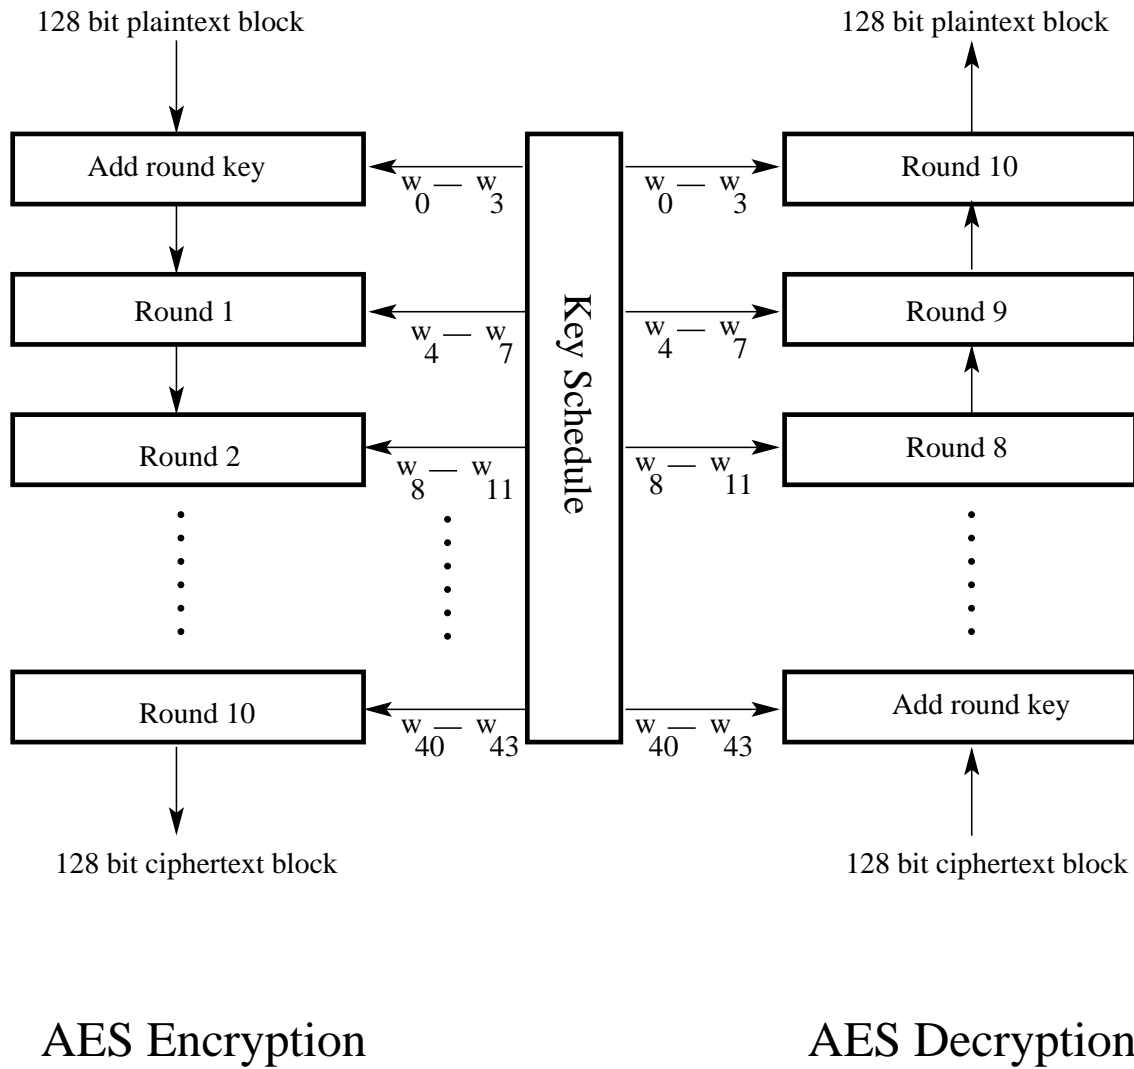 128 bit plaintext block
128 bit plaintext block
Add round key
Round 10
w0 — w3
w0 — w3
Round 1
Round 9
w4 — w7
w4 — w7
Key Schedule
Round 2
Round 8
w8 — w11
w8 — w11
Round 10
Add round key
w40 — w43
w40 — w43
128 bit ciphertext block
128 bit ciphertext block
AES Encryption
AES Decryption